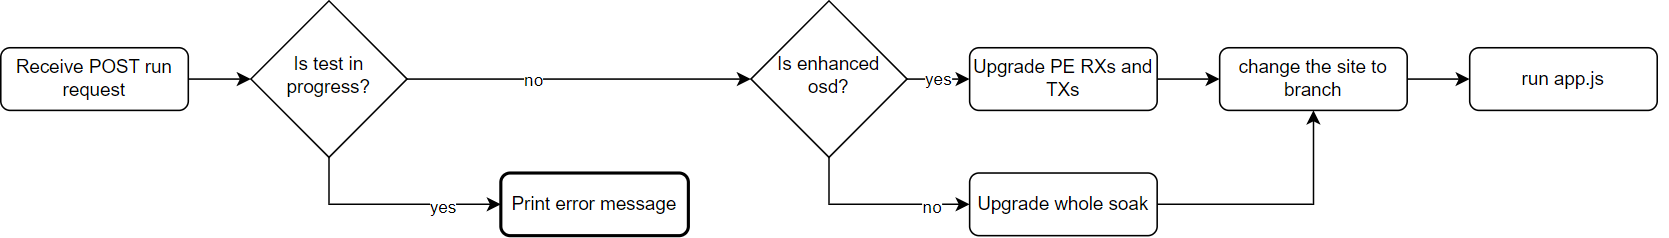 Receive POST run
request
Is test in
progress?
no
yes
Print error message
Is enhanced
osd?
yes
no
Upgrade PE RXs and
TXs
Upgrade whole soak
change the site to
branch
run app.js